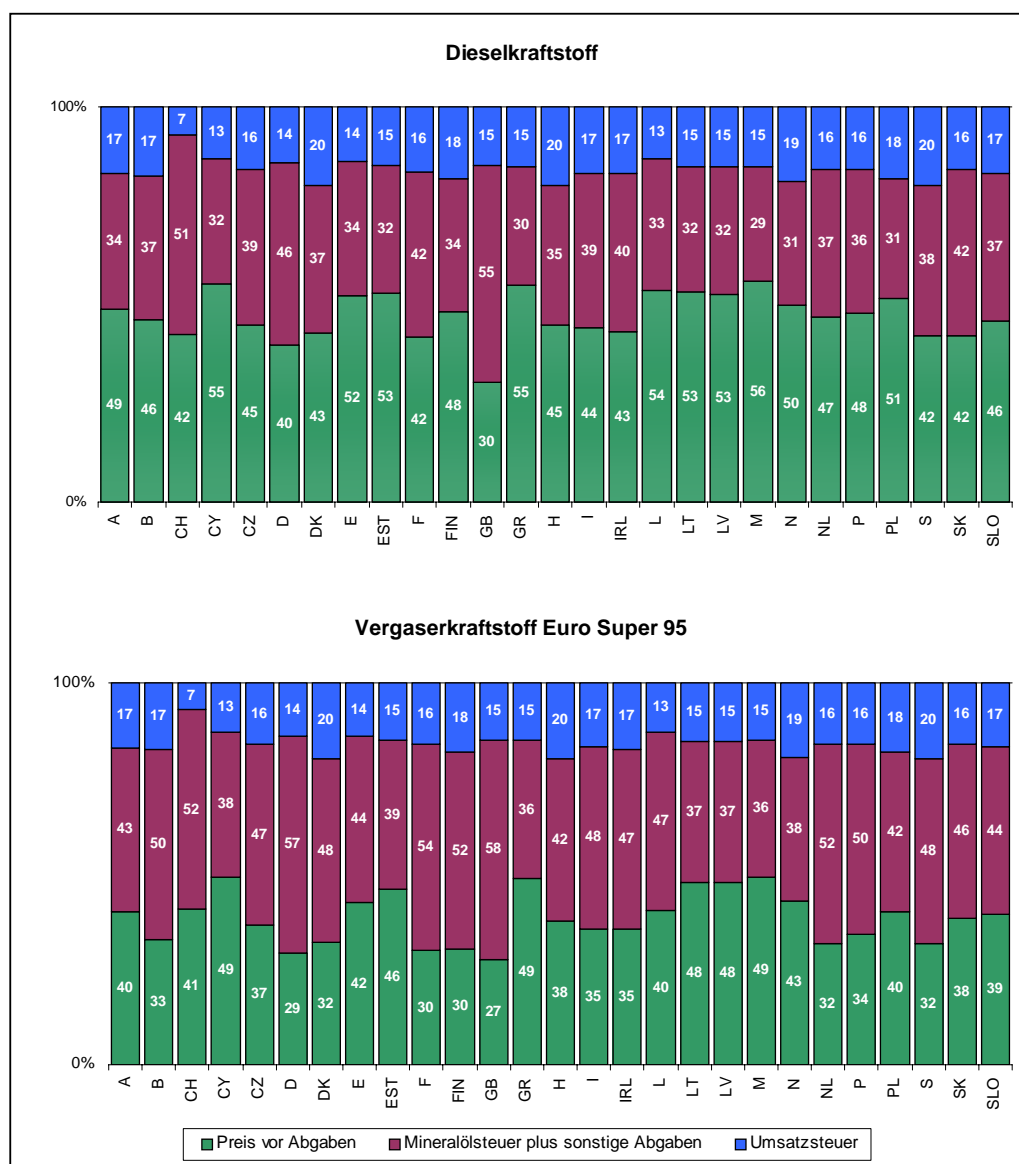 Dieselkraftstoff
100%
17 17 7 13 16 14 20 14 15 16 18 15 15 20 17 17 13 15 15 15 19 16 16 18 20 16 17
34 37 51 32 39 46 37 34 32 42 34 55 30 35 39 40 33 32 32 29 31 37 36 31 38 42 37
49 46 42 55 45 40 43 52 53 42 48 30 55 45 44 43 54 53 53 56 50 47 48 51 42 42 46
0%
A B CH CY CZ D DK E EST F FIN GB GR H I IRL L LT LV M N NL P PL S SK SLO
Vergaserkraftstoff Euro Super 95
100%
17 17 7 13 16 14 20 14 15 16 18 15 15 20 17 17 13 15 15 15 19 16 16 18 20 16 17
43 50 52 38 47 57 48 44 39 54 52 58 36 42 48 47 47 37 37 36 38 52 50 42 48 46 44
40 33 41 49 37 29 32 42 46 30 30 27 49 38 35 35 40 48 48 49 43 32 34 40 32 38 39
0%
A B CH CY CZ D DK E EST F FIN GB GR H I IRL L LT LV M N NL P PL S SK SLO
Preis vor Abgaben Mineralölsteuer plus sonstige Abgaben Umsatzsteuer